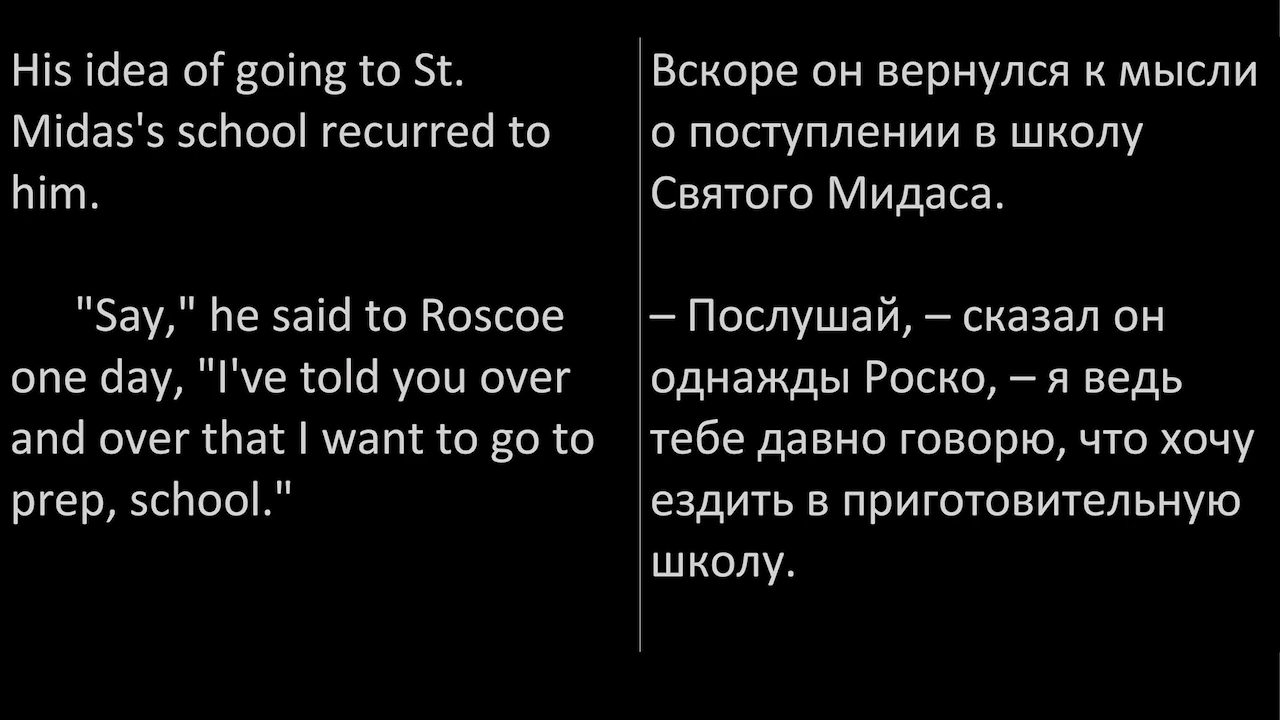 His idea of going to St.
Midas's school recurred to
him.
"Say," he said to Roscoe
one day, "I've told you over
and over that I want to go to
prep, school."
Вскоре он вернулся к мысли
о поступлении в школу
Святого Мидаса.
– Послушай, – сказал он
однажды Роско, – я ведь
тебе давно говорю, что хочу
ездить в приготовительную
школу.